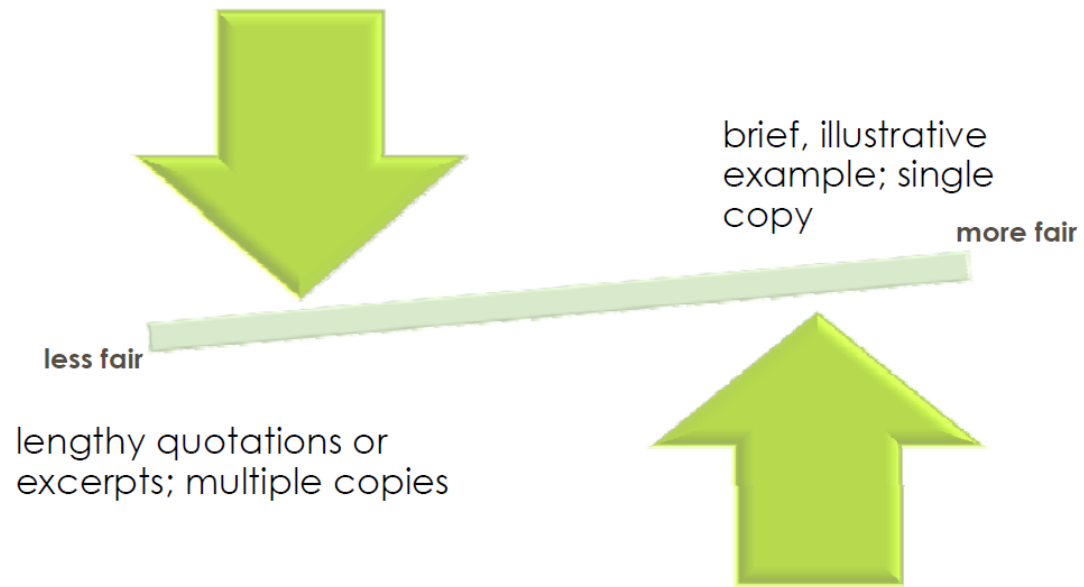 brief, illustrative
example; single
copy
more fair
less fair
lengthy quotations or
excerpts; multiple copies